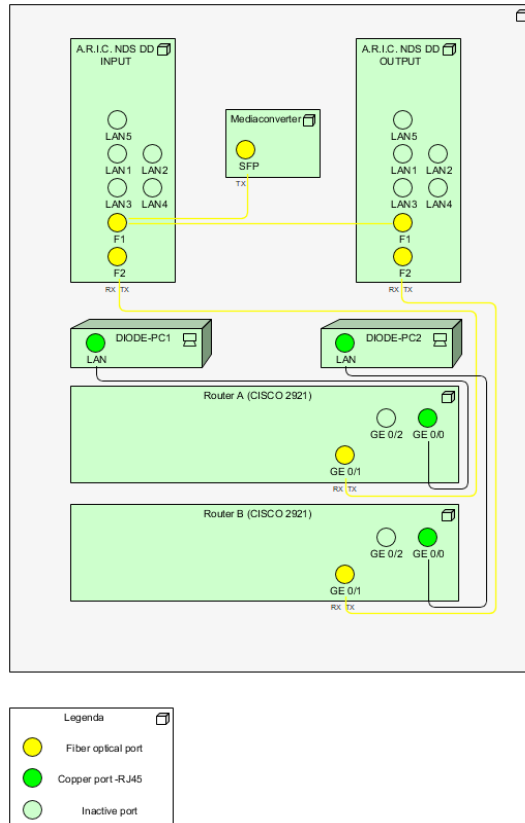 A.R.I.C. NDS DD
INPUT
LAN5
LAN1 LAN2
LAN3 LAN4
F1
F2
RX TX
Mediaconverter
SFP
TX
A.R.I.C. NDS DD
OUTPUT
LAN5
LAN1 LAN2
LAN3 LAN4
F1
F2
RX TX
DIODE-PC1
LAN
DIODE-PC2
LAN
Router A (CISCO 2921)
GE 0/2 GE 0/0
GE 0/1
RX TX
Router B (CISCO 2921)
GE 0/2 GE 0/0
GE 0/1
RX TX
Legenda
Fiber optical port
Copper port -RJ45
Inactive port